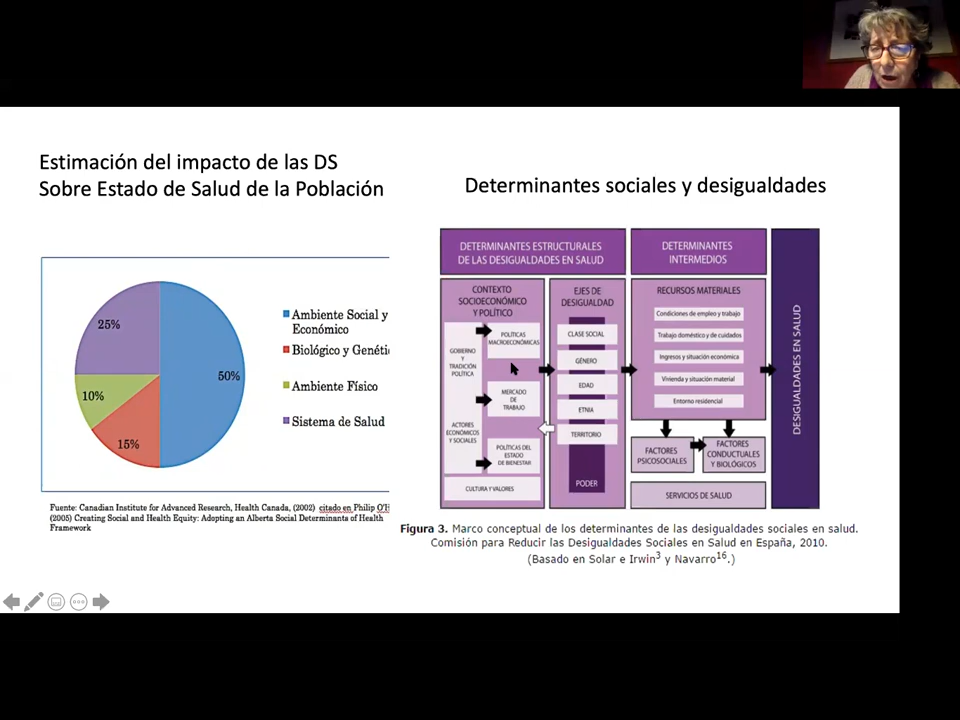 Estimación del impacto de las DS
Sobre Estado de Salud de la Población
25%
50%
10%
15%
Ambiente Social y
Económico
Biológico y Genéti
Ambiente Físico
Sistema de Salud
Fuente: Canadian Institute for Advanced Research, Health Canada, (2002) citado en Philip
(2005) Creating Social and Health Equity: Adopting an Alberta Social Determinants of Health
Framework
Determinantes sociales y desigualdades
DETERMINANTES ESTRUCTURALES
DE LAS DESIGUALDADES EN SALUD
DETERMINANTES
INTERMEDIOS
CONTEXTO
SOCIOECONÓMICO
Y POLÍTICO
GOBIERNO
Y
TRADICIÓN
POLÍTICA
ACTORES
ECONÓMICOS
Y SOCIALES
POLÍTICAS
MACROECONÓMICAS
MERCADO
DE
TRABAJO
POLÍTICAS DEL
ESTADO
DE BIENESTAR
CULTURA Y VALORES
EJES DE
DESIGUALDAD
CLASE SOCIAL
GÉNERO
EDAD
ETNIA
TERRITORIO
PODER
RECURSOS MATERIALES
Condiciones de empleo y trabajo
Trabajo doméstico y de cuidados
Ingresos y situación económica
Vivienda y situación material
Entorno residencial
FACTORES
PSICOSOCIALES
FACTORES
CONDUCTUALES
Y BIOLÓGICOS
SERVICIOS DE SALUD
DESIGUALDADES EN SALUD
Figura 3. Marco conceptual de los determinantes de las desigualdades sociales en salud.
Comisión para Reducir las Desigualdades Sociales en Salud en España, 2010.
(Basado en Solar e Irwin3 y Navarro16.)